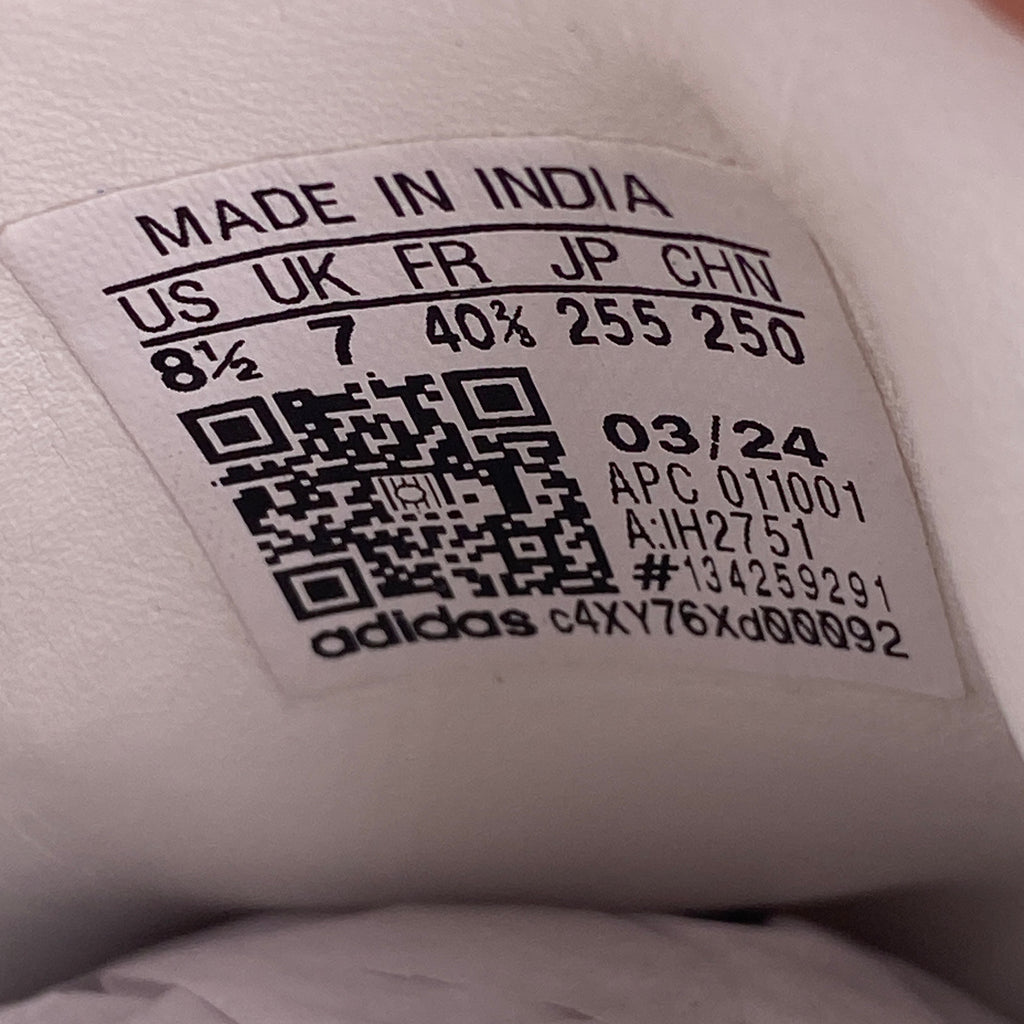 MADE IN INDIA
US UK FR JP CHN
8½ 7 40⅔ 255 250
03/24
APC 011001
A:IH2751
#134259291
adidas c4XY76Xd00092